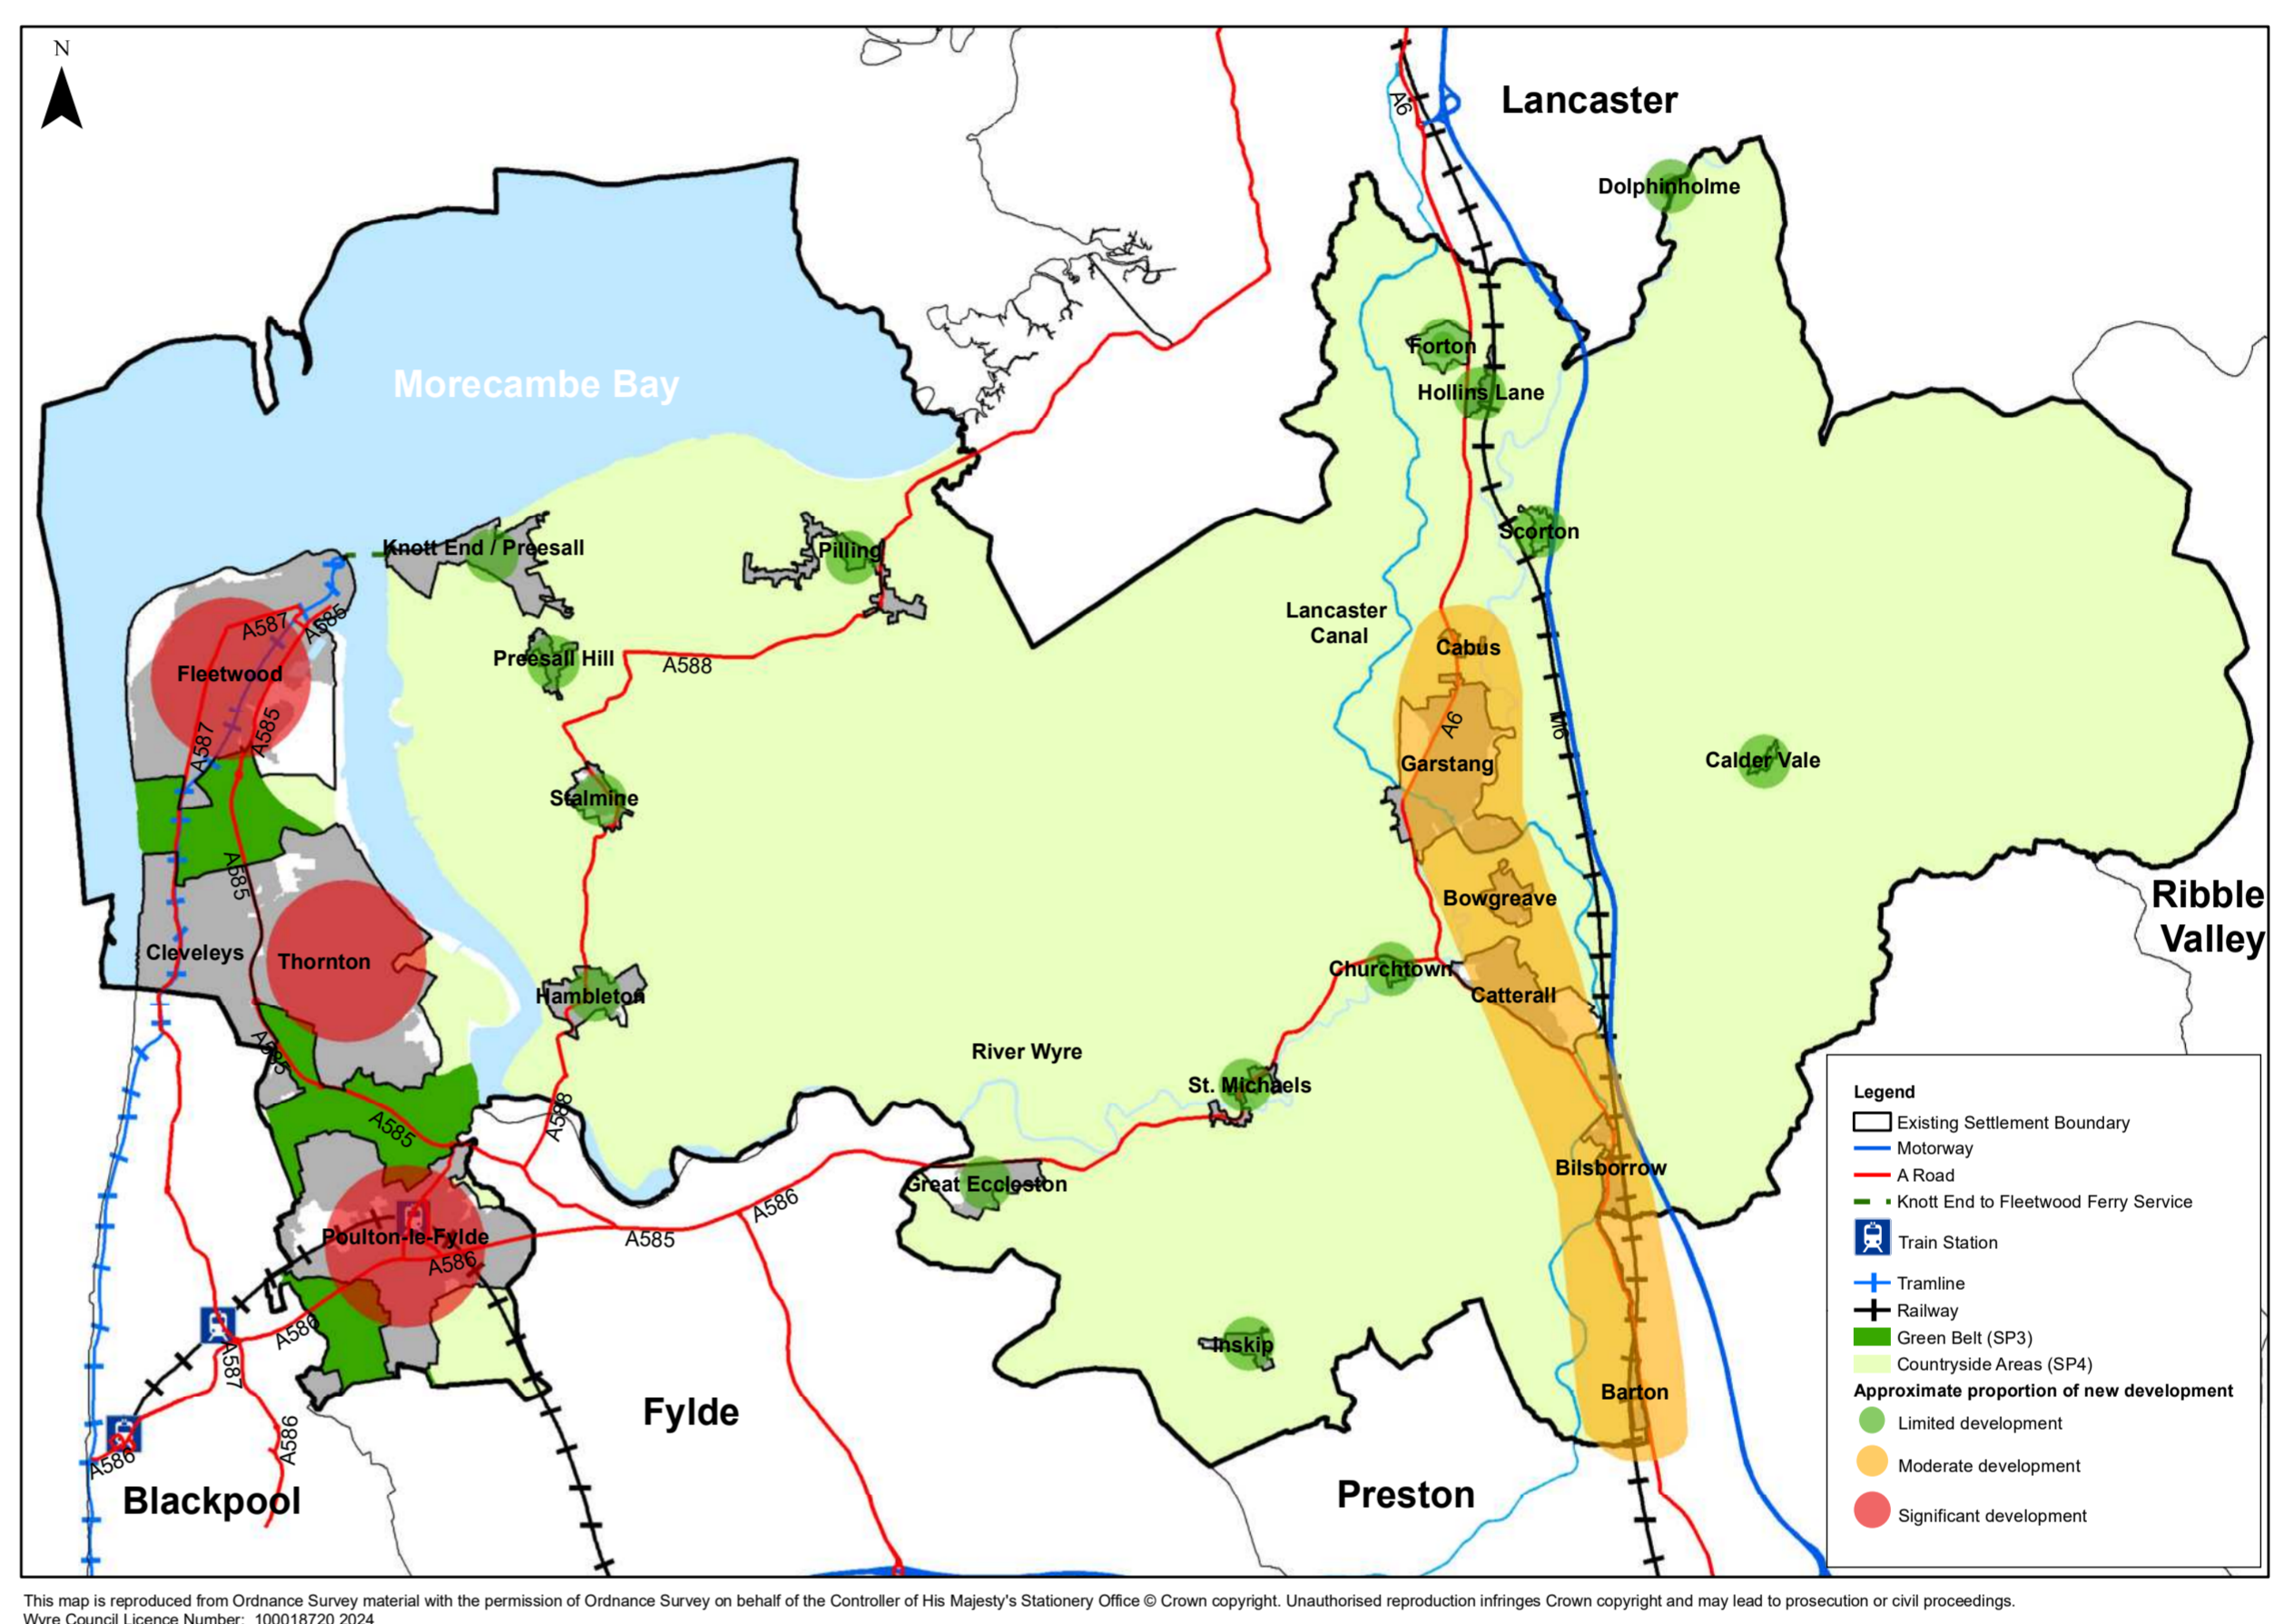 N
Lancaster
A6
Dolphinholme
Forton
Hollins Lane
Morecambe Bay
Scorton
Knott End / Preesall
Pilling
Lancaster
Canal
A587
A585
Cabus
Fleetwood
Preesall Hill
A588
A587
A585
A6
M6
Garstang
Calder Vale
Stalmine
A585
Bowgreave
Ribble
Valley
Cleveleys
Thornton
Churchtown
Hambleton
Catterall
A585
River Wyre
St. Michaels
A585
A588
Bilsborrow
Great Eccleston
A586
Poulton-le-Fylde
A585
A586
A586
Inskip
A587
Barton
Fylde
A586
A586
Blackpool
Preston
Legend
Existing Settlement Boundary
Motorway
A Road
Knott End to Fleetwood Ferry Service
Train Station
Tramline
Railway
Green Belt (SP3)
Countryside Areas (SP4)
Approximate proportion of new development
Limited development
Moderate development
Significant development
This map is reproduced from Ordnance Survey material with the permission of Ordnance Survey on behalf of the Controller of His Majesty's Stationery Office © Crown copyright. Unauthorised reproduction infringes Crown copyright and may lead to prosecution or civil proceedings.
Wyre Council Licence Number: 100018720 2024